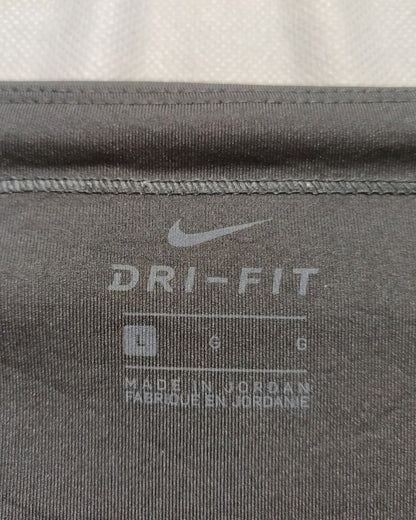 DRI-FIT
L G G
MADE IN JORDAN
FABRIQUE EN JORDANIE